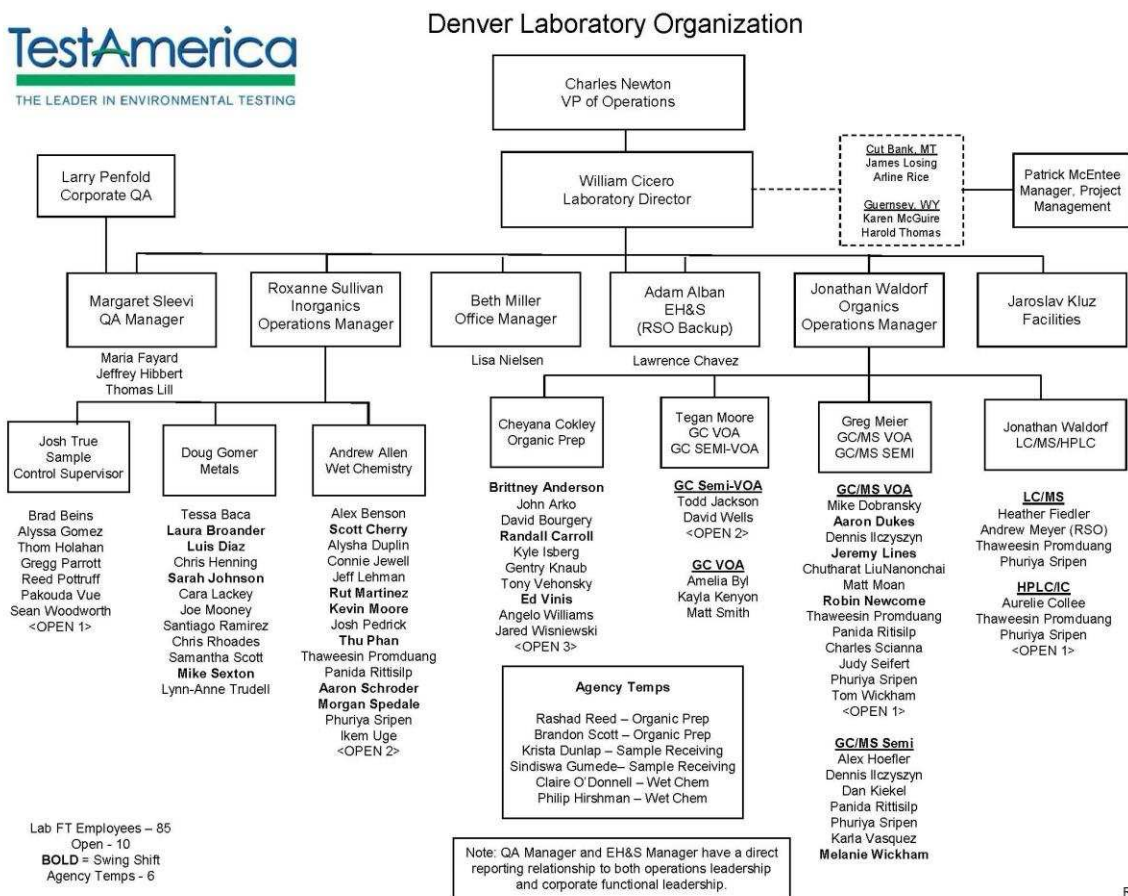 Denver Laboratory Organization
TestAmerica
THE LEADER IN ENVIRONMENTAL TESTING
Charles Newton
VP of Operations
Larry Penfold
Corporate QA
William Cicero
Laboratory Director
Cut Bank, MT
James Losing
Arline Rice
Guernsey, WY
Karen McGuire
Harold Thomas
Patrick McEntee
Manager, Project
Management
Margaret Sleevi
QA Manager
Maria Fayard
Jeffrey Hibbert
Thomas Lill
Roxanne Sullivan
Inorganics
Operations Manager
Beth Miller
Office Manager
Lisa Nielsen
Adam Alban
EH&S
(RSO Backup)
Lawrence Chavez
Jonathan Waldorf
Organics
Operations Manager
Jaroslav Kluz
Facilities
Josh True
Sample
Control Supervisor
Brad Beins
Alyssa Gomez
Thom Holahan
Gregg Parrott
Reed Pottruff
Pakouda Vue
Sean Woodworth
<OPEN 1>
Doug Gomer
Metals
Tessa Baca
Laura Broander
Luis Diaz
Chris Henning
Sarah Johnson
Cara Lackey
Joe Mooney
Santiago Ramirez
Chris Rhoades
Samantha Scott
Mike Sexton
Lynn-Anne Trudell
Andrew Allen
Wet Chemistry
Alex Benson
Scott Cherry
Alysha Duplin
Connie Jewell
Jeff Lehman
Rut Martinez
Kevin Moore
Josh Pedrick
Thu Phan
Thaweesin Promduang
Panida Rittisilp
Aaron Schroder
Morgan Spedale
Phuriya Sripen
Ikem Uge
<OPEN 2>
Cheyana Cokley
Organic Prep
Brittney Anderson
John Arko
David Bourgery
Randall Carroll
Kyle Isberg
Gentry Knaub
Tony Vehonsky
Ed Vinis
Angelo Williams
Jared Wisniewski
<OPEN 3>
Tegan Moore
GC VOA
GC SEMI-VOA
GC Semi-VOA
Todd Jackson
David Wells
<OPEN 2>
GC VOA
Amelia Byl
Kayla Kenyon
Matt Smith
Greg Meier
GC/MS VOA
GC/MS SEMI
GC/MS VOA
Mike Dobransky
Aaron Dukes
Dennis Ilczyszyn
Jeremy Lines
Chutharat LiuNanonchai
Matt Moan
Robin Newcome
Thaweesin Promduang
Panida Ritisilp
Charles Scianna
Judy Seifert
Phuriya Sripen
Tom Wickham
<OPEN 1>
GC/MS Semi
Alex Hoefler
Dennis Ilczyszyn
Dan Kiekel
Panida Rittisilp
Phuriya Sripen
Karla Vasquez
Melanie Wickham
Jonathan Waldorf
LC/MS/HPLC
LC/MS
Heather Fiedler
Andrew Meyer (RSO)
Thaweesin Promduang
Phuriya Sripen
HPLC/IC
Aurelie Collee
Thaweesin Promduang
Phuriya Sripen
<OPEN 1>
Agency Temps
Rashad Reed – Organic Prep
Brandon Scott – Organic Prep
Krista Dunlap – Sample Receiving
Sindiswa Gumede– Sample Receiving
Claire O'Donnell – Wet Chem
Philip Hirshman – Wet Chem
Lab FT Employees – 85
Open - 10
BOLD = Swing Shift
Agency Temps - 6
Note: QA Manager and EH&S Manager have a direct
reporting relationship to both operations leadership
and corporate functional leadership.